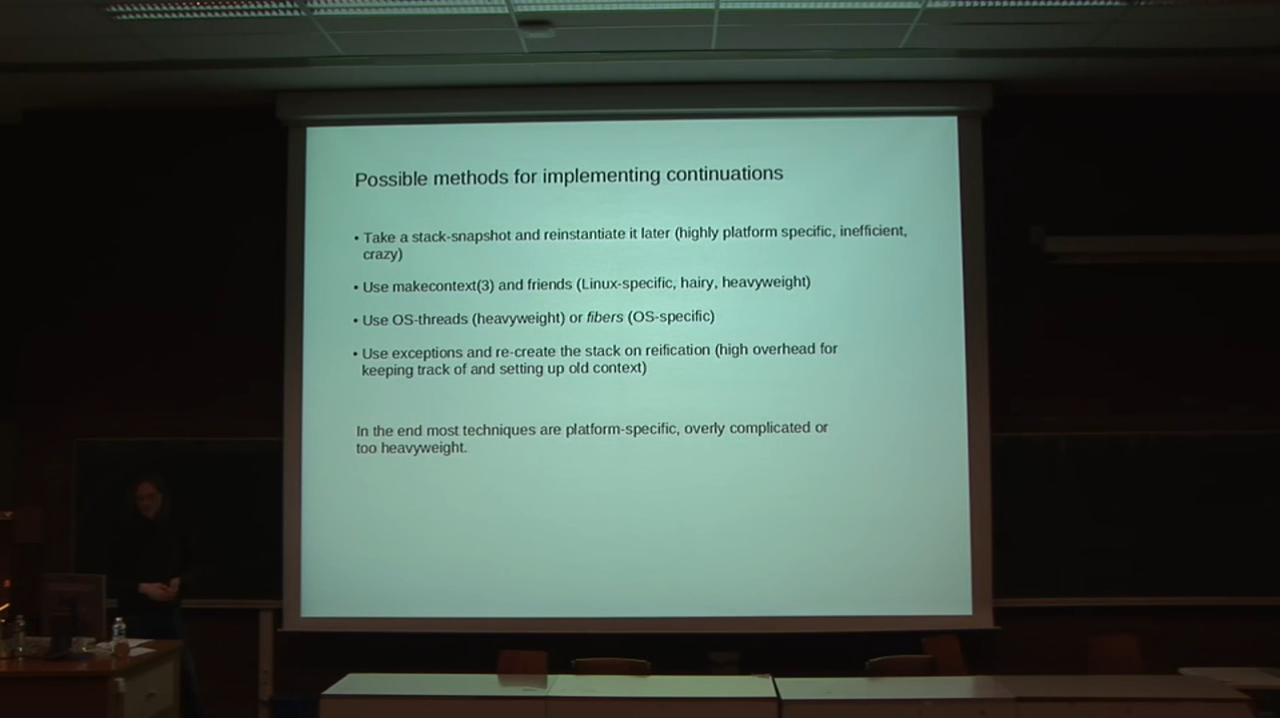 Possible methods for implementing continuations
• Take a stack-snapshot and reinstantiate it later (highly platform specific, inefficient,
crazy)
• Use makecontext(3) and friends (Linux-specific, hairy, heavyweight)
• Use OS-threads (heavyweight) or fibers (OS-specific)
• Use exceptions and re-create the stack on reification (high overhead for
keeping track of and setting up old context)
In the end most techniques are platform-specific, overly complicated or
too heavyweight.